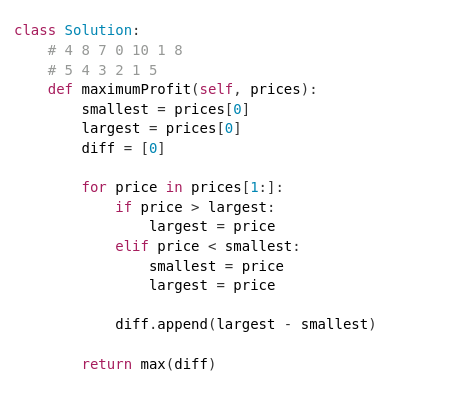 class Solution:
    # 4 8 7 0 10 1 8
    # 5 4 3 2 1 5
    def maximumProfit(self, prices):
        smallest = prices[0]
        largest = prices[0]
        diff = [0]

        for price in prices[1:]:
            if price > largest:
                largest = price
            elif price < smallest:
                smallest = price
                largest = price

            diff.append(largest - smallest)

        return max(diff)